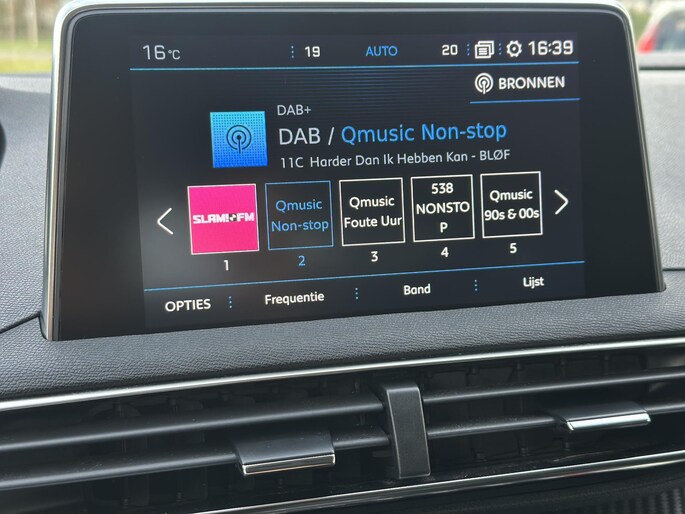 16°C 19 AUTO 20 16:39
BRONNEN
DAB+
DAB / Qmusic Non-stop
11C Harder Dan Ik Hebben Kan - BLØF
SLAM! FM
Qmusic
Non-stop
Qmusic
Foute Uur
538
NONSTO
P
Qmusic
90s & 00s
1 2 3 4 5
OPTIES Frequentie Band Lijst